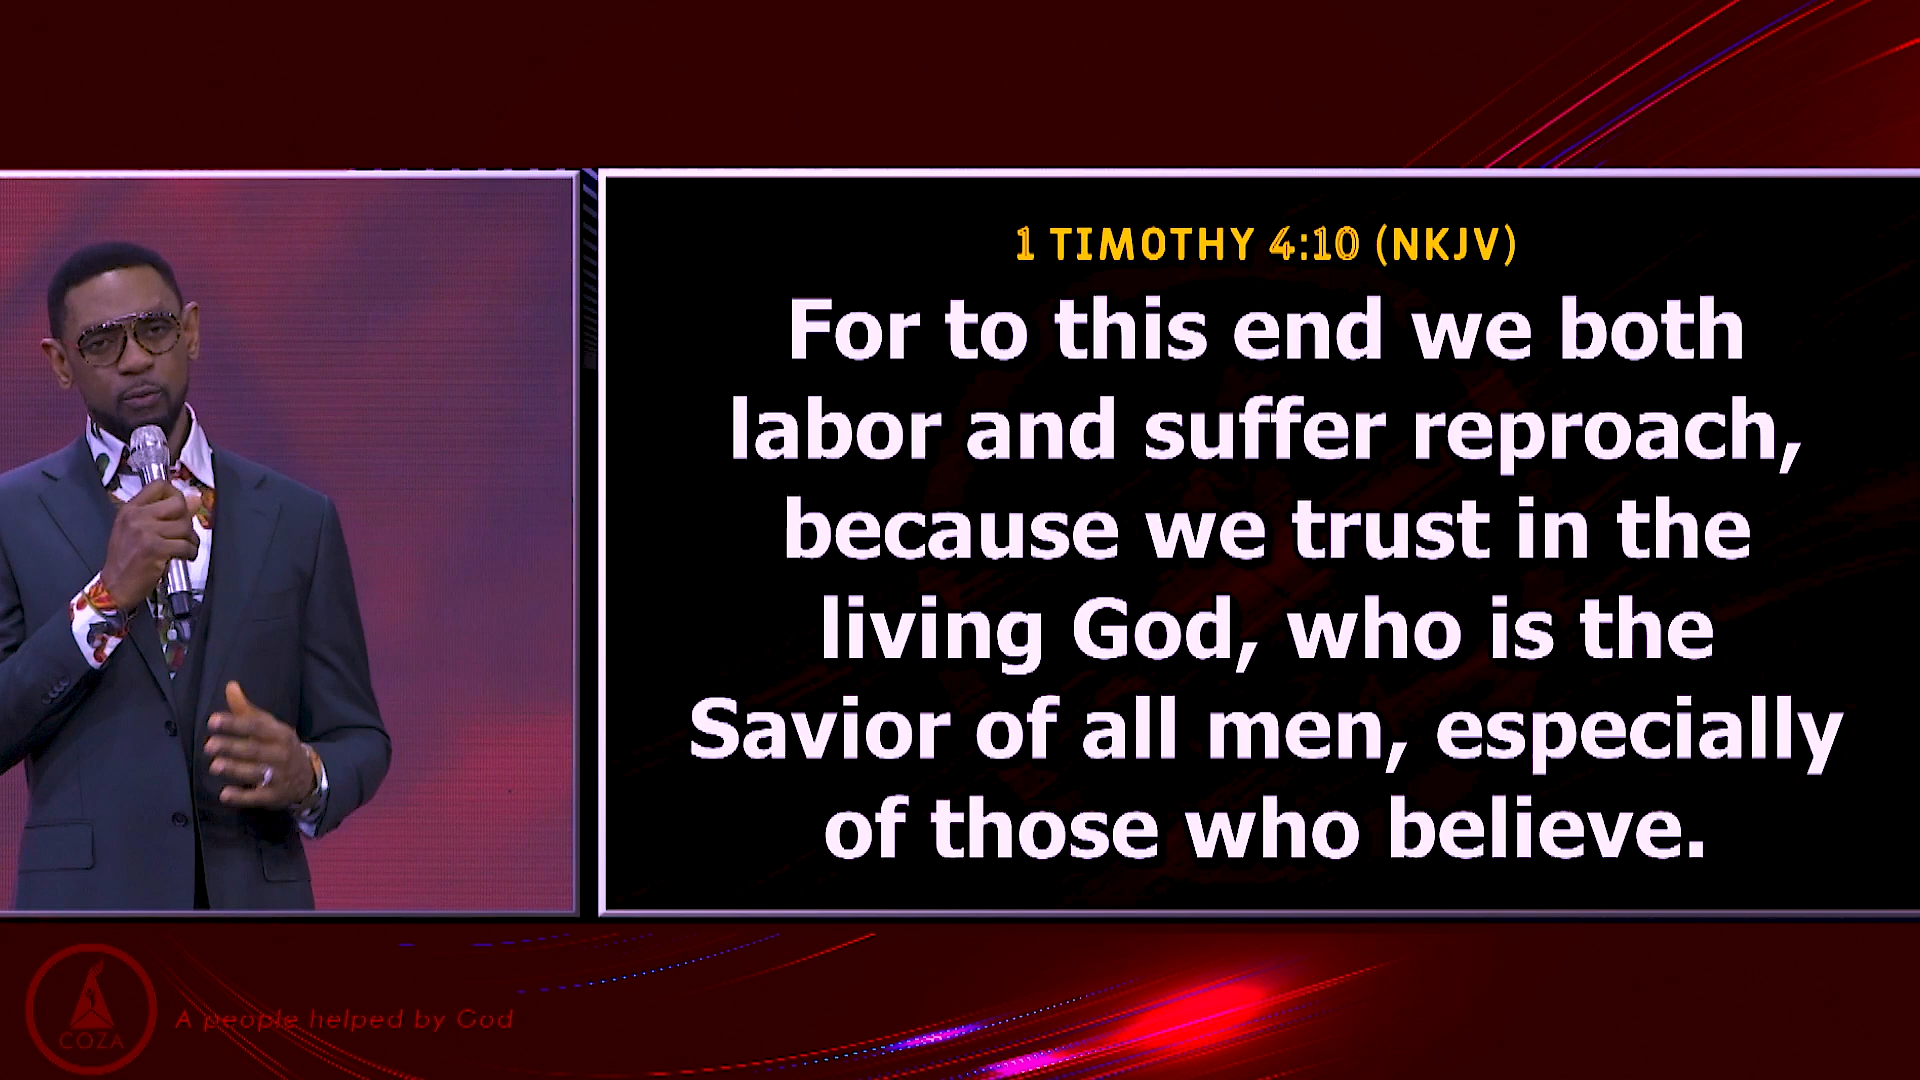 1 TIMOTHY 4:10 (NKJV)
For to this end we both
labor and suffer reproach,
because we trust in the
living God, who is the
Savior of all men, especially
of those who believe.
COZA
A people helped by God